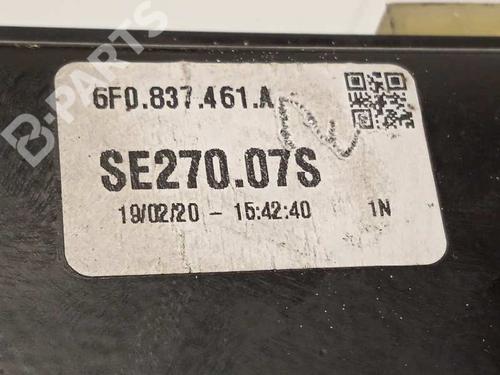 6F0.837.461.A
SE270.07S
19/02/20 - 15:42:40 1N
B-PARTS